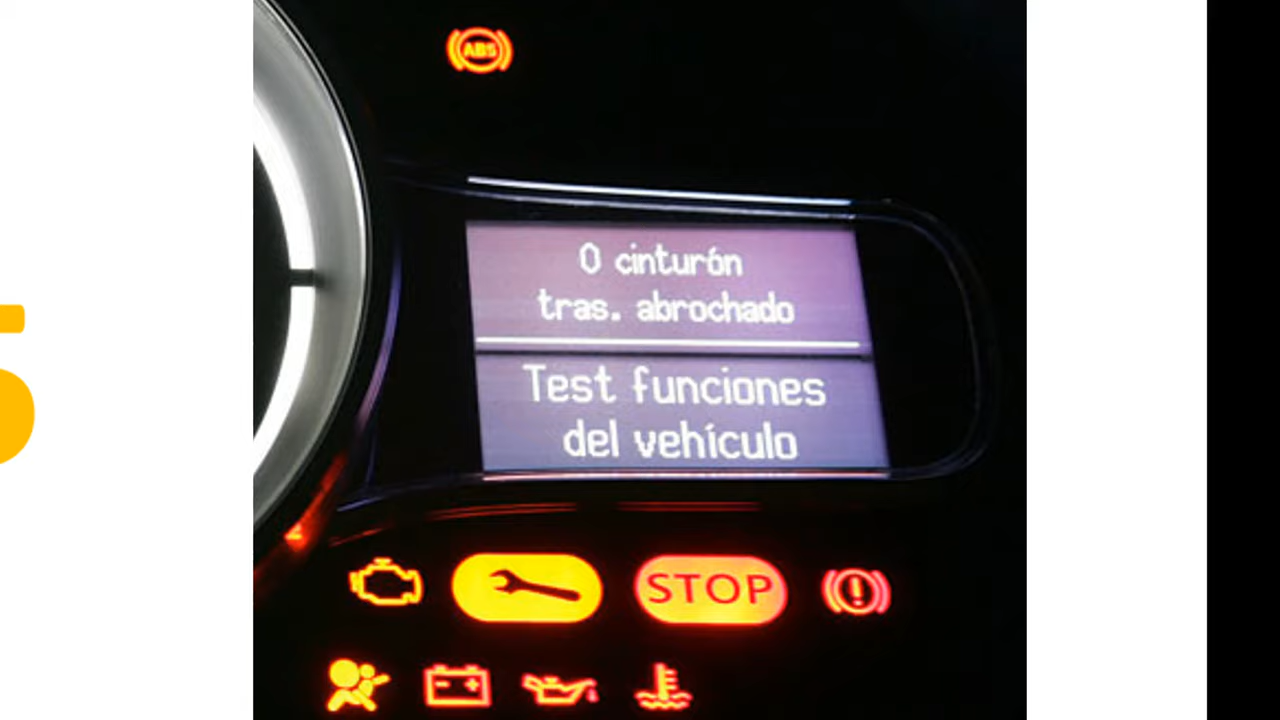 ABS
0 cinturón
tras. abrochado
Test funciones
del vehículo
STOP